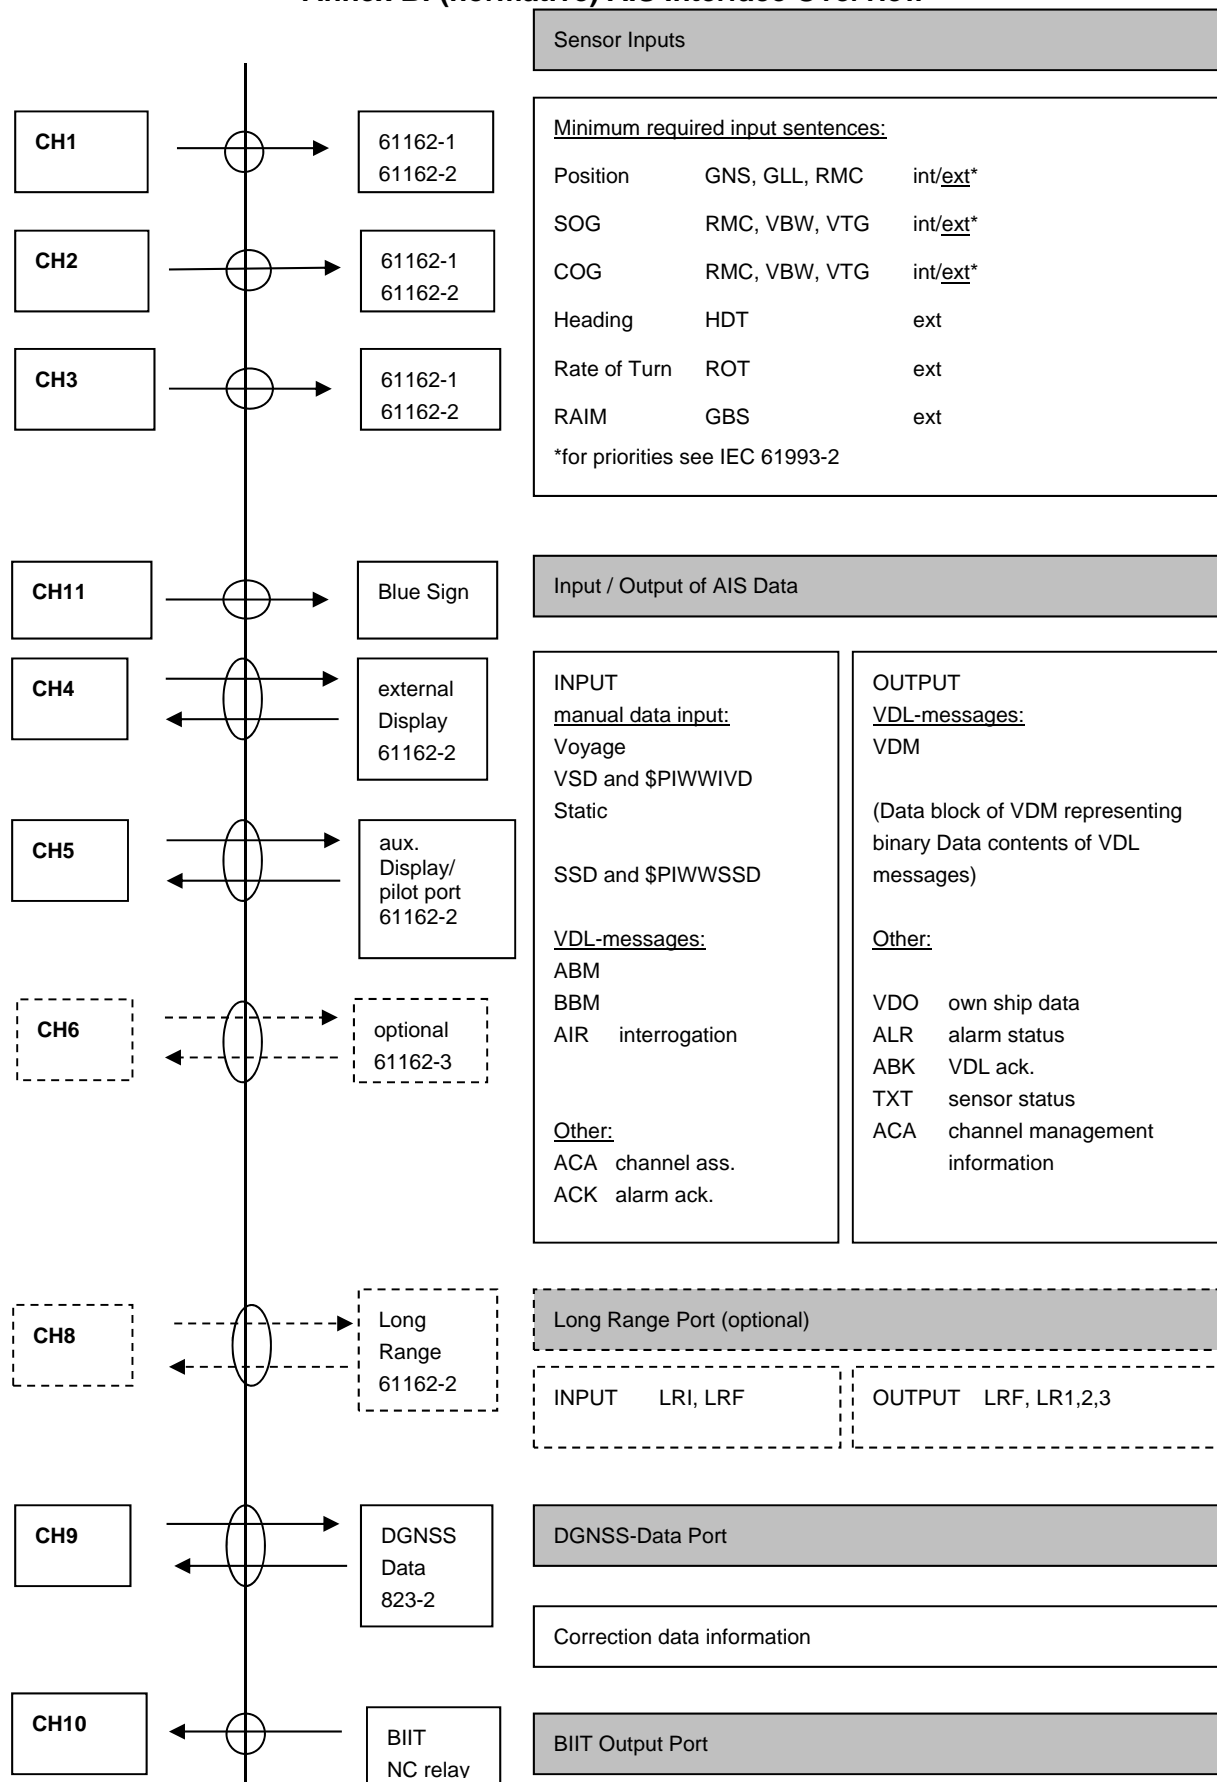 Sensor Inputs
CH1
61162-1
61162-2
Minimum required input sentences:
Position GNS, GLL, RMC int/ext*
SOG RMC, VBW, VTG int/ext*
CH2
61162-1
61162-2
COG RMC, VBW, VTG int/ext*
Heading HDT ext
CH3
61162-1
61162-2
Rate of Turn ROT ext
RAIM GBS ext
*for priorities see IEC 61993-2
CH11
Blue Sign
Input / Output of AIS Data
CH4
external
Display
61162-2
CH5
aux.
Display/
pilot port
61162-2
CH6
optional
61162-3
INPUT
manual data input:
Voyage
VSD and $PIWWIVD
Static
SSD and $PIWWSSD
VDL-messages:
ABM
BBM
AIR interrogation
Other:
ACA channel ass.
ACK alarm ack.
OUTPUT
VDL-messages:
VDM
(Data block of VDM representing
binary Data contents of VDL
messages)
Other:
VDO own ship data
ALR alarm status
ABK VDL ack.
TXT sensor status
ACA channel management
information
CH8
Long
Range
61162-2
Long Range Port (optional)
INPUT LRI, LRF
OUTPUT LRF, LR1,2,3
CH9
DGNSS
Data
823-2
DGNSS-Data Port
Correction data information
CH10
BIIT
NC relay
BIIT Output Port